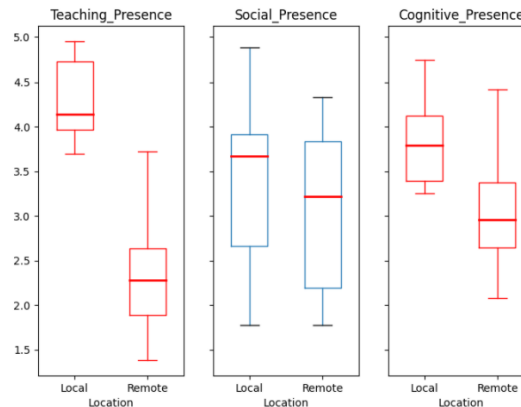 Teaching_Presence Social_Presence Cognitive_Presence
5.0
4.5
4.0
3.5
3.0
2.5
2.0
1.5
Local Remote Local Remote Local Remote
Location Location Location